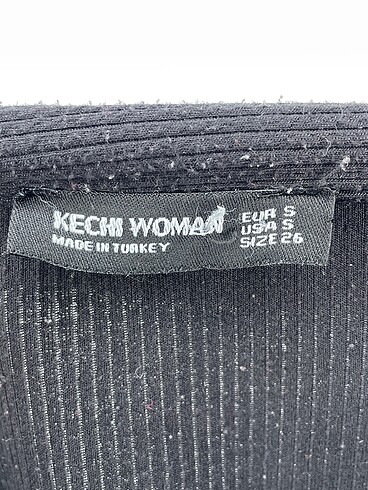 KECHI WOMAN
MADE IN TURKEY
EUR S
USA S
SIZE 26